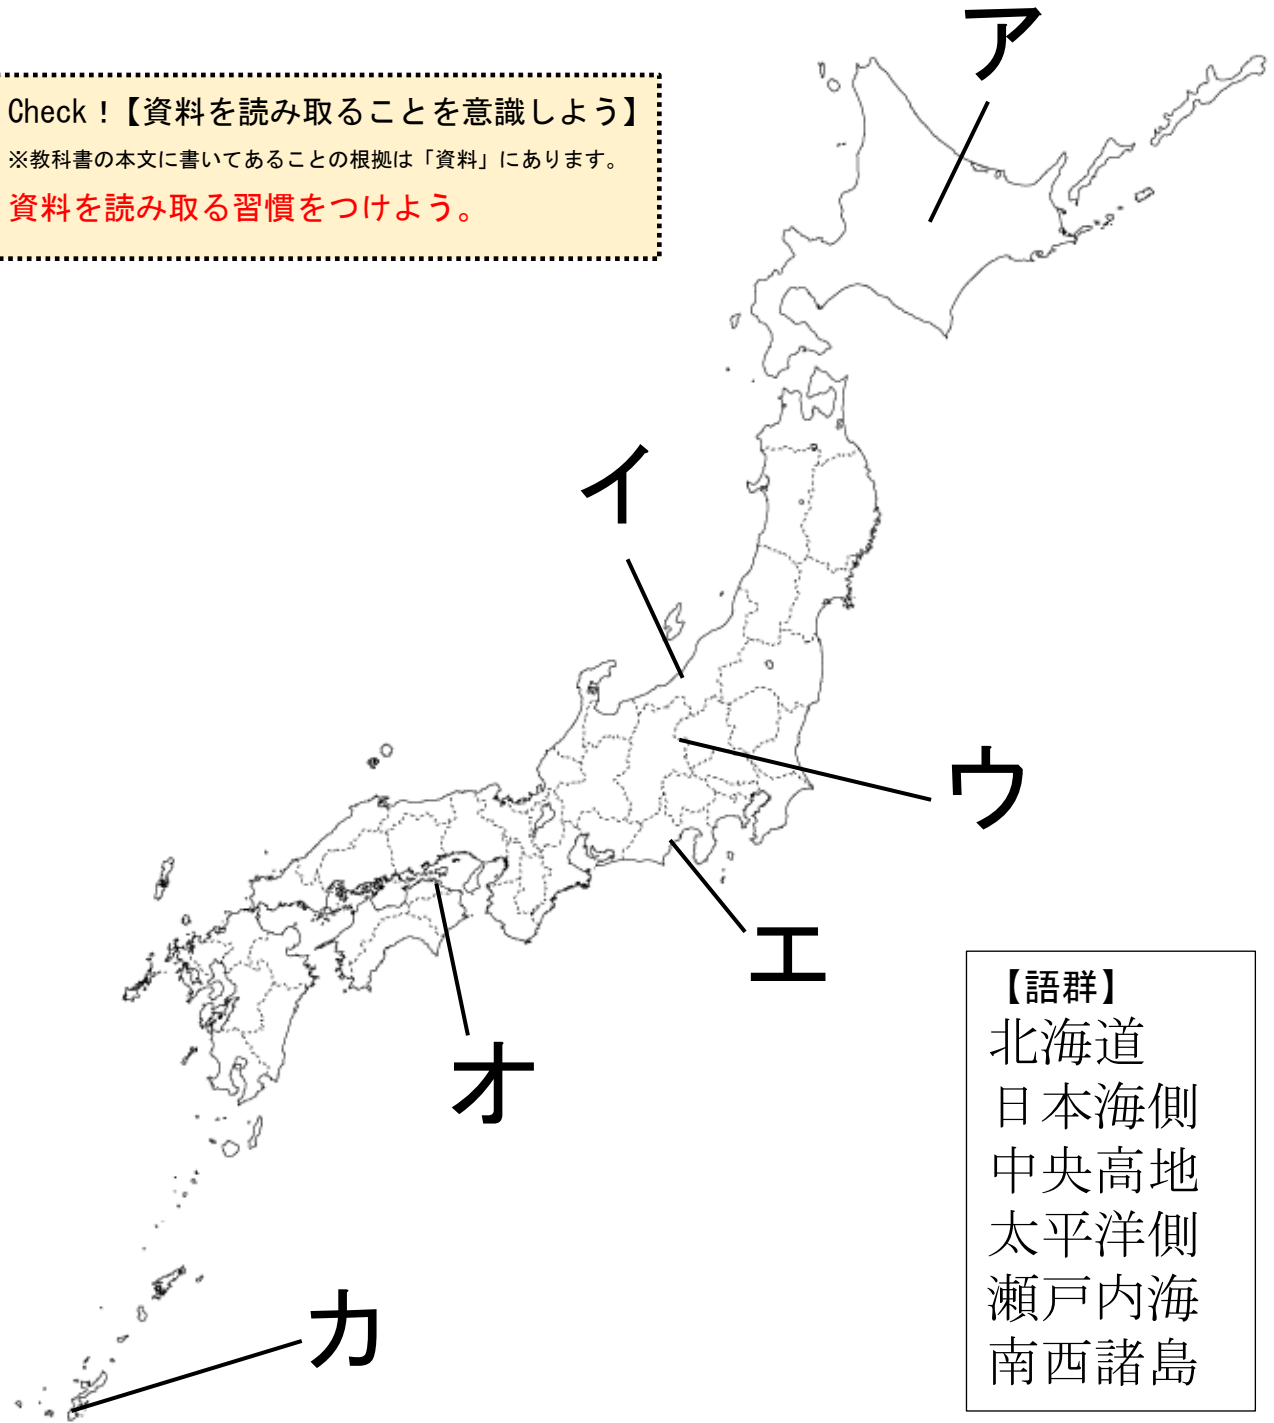 Check！【資料を読み取ることを意識しよう】
※教科書の本文に書いてあることの根拠は「資料」にあります。
資料を読み取る習慣をつけよう。
ア
イ
ウ
エ
オ
カ
【語群】
北海道
日本海側
中央高地
太平洋側
瀬戸内海
南西諸島